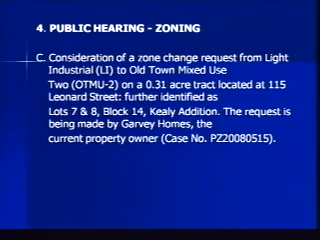 4. PUBLIC HEARING - ZONING
C. Consideration of a zone change request from Light
Industrial (LI) to Old Town Mixed Use
Two (OTMU-2) on a 0.31 acre tract located at 115
Leonard Street: further identified as
Lots 7 & 8, Block 14, Kealy Addition. The request is
being made by Garvey Homes, the
current property owner (Case No. PZ20080515).